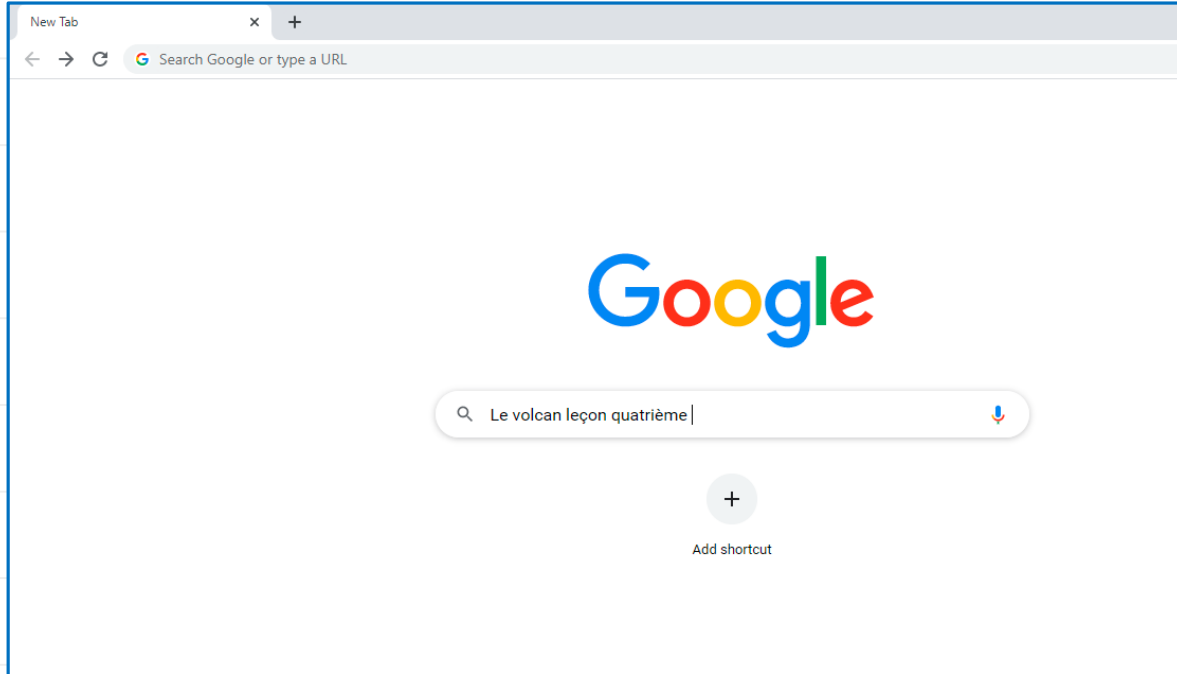 New Tab
Search Google or type a URL
Google
Le volcan leçon quatrième
Add shortcut